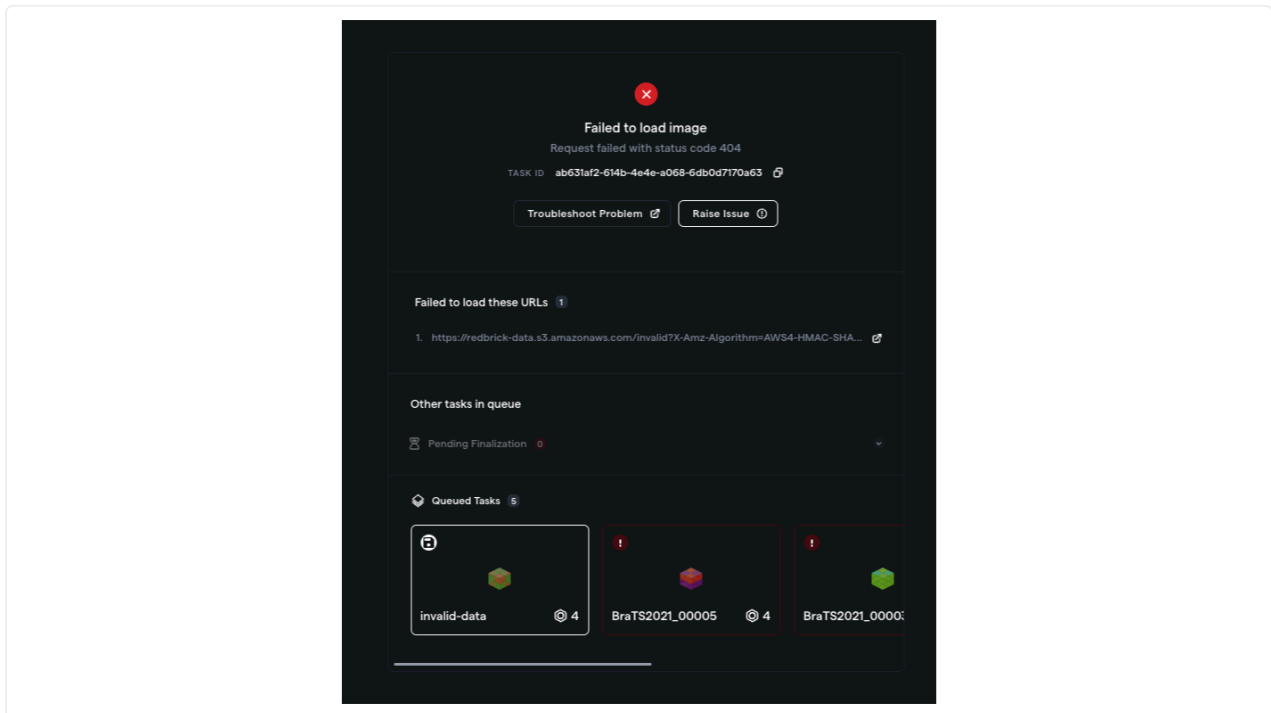 Failed to load image
Request failed with status code 404
TASK ID ab631af2-614b-4e4e-a068-6db0d7170a63
Troubleshoot Problem
Raise Issue
Failed to load these URLs 1
1. https://redbrick-data.s3.amazonaws.com/invalid?X-Amz-Algorithm=AWS4-HMAC-SHA...
Other tasks in queue
Pending Finalization 0
Queued Tasks 5
invalid-data 4
BraTS2021_00005 4
BraTS2021_0000